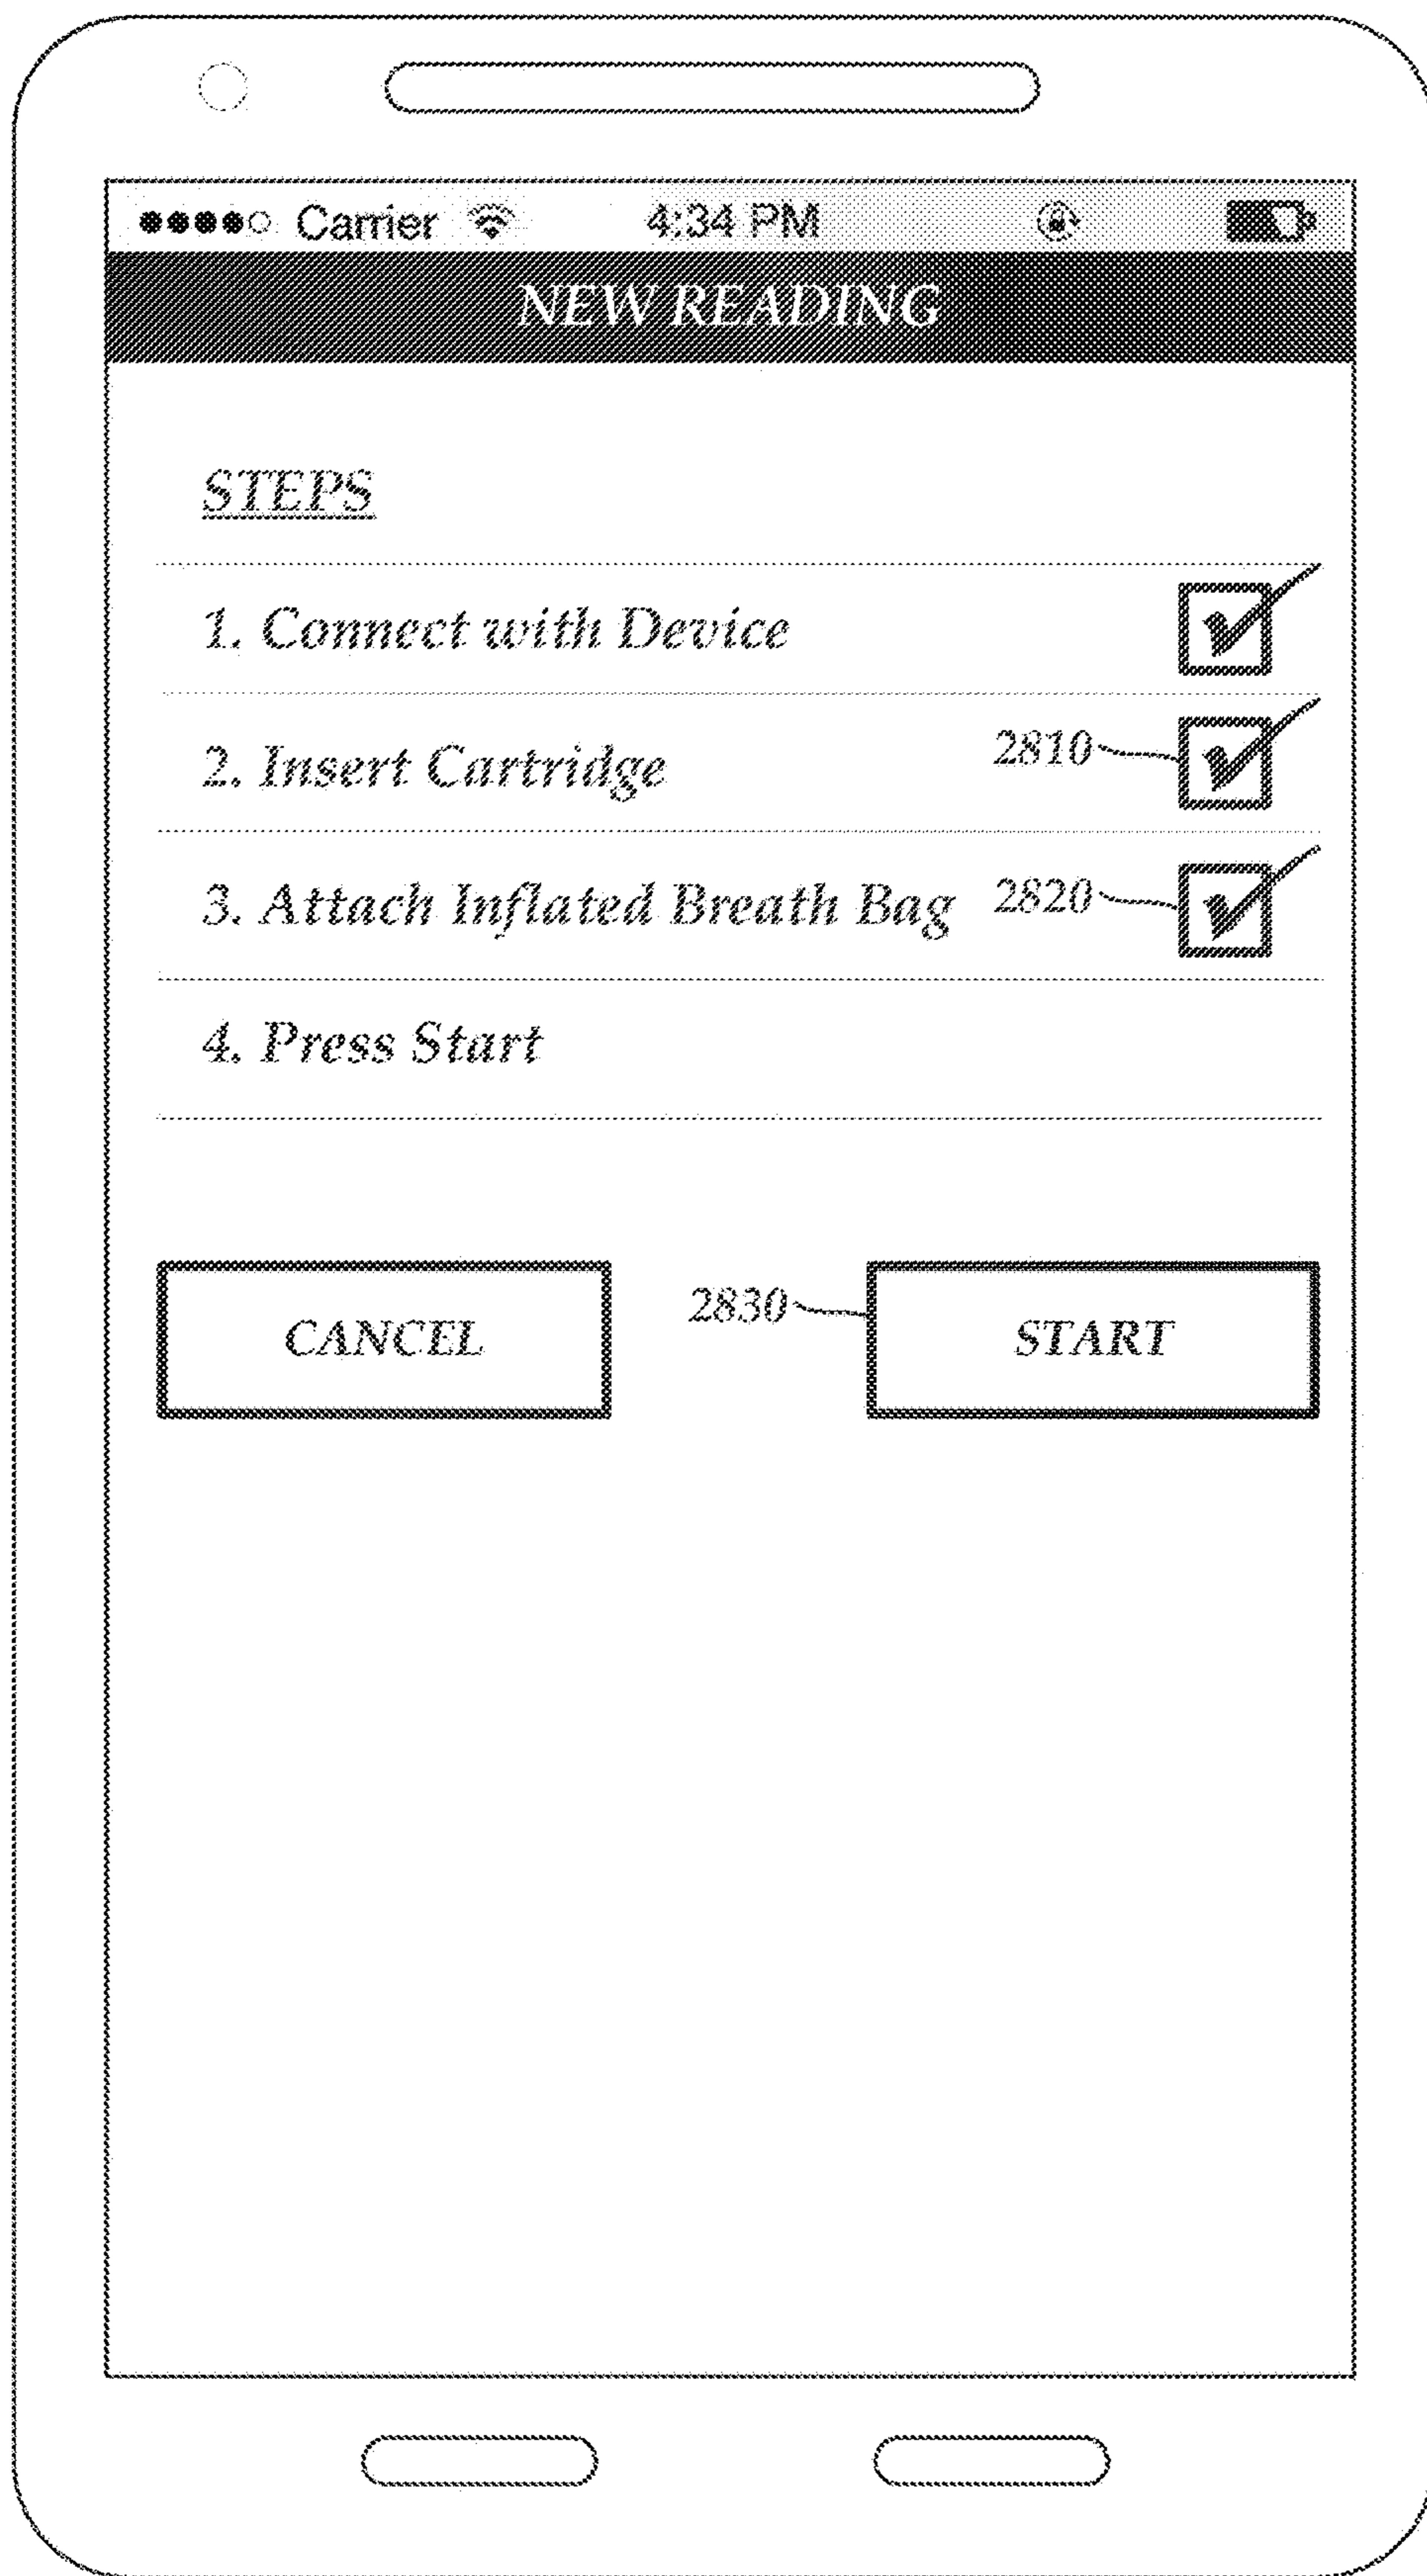 Carrier 4:34 PM
NEW READING
STEPS
1. Connect with Device
2. Insert Cartridge 2810
3. Attach Inflated Breath Bag 2820
4. Press Start
CANCEL 2830 START